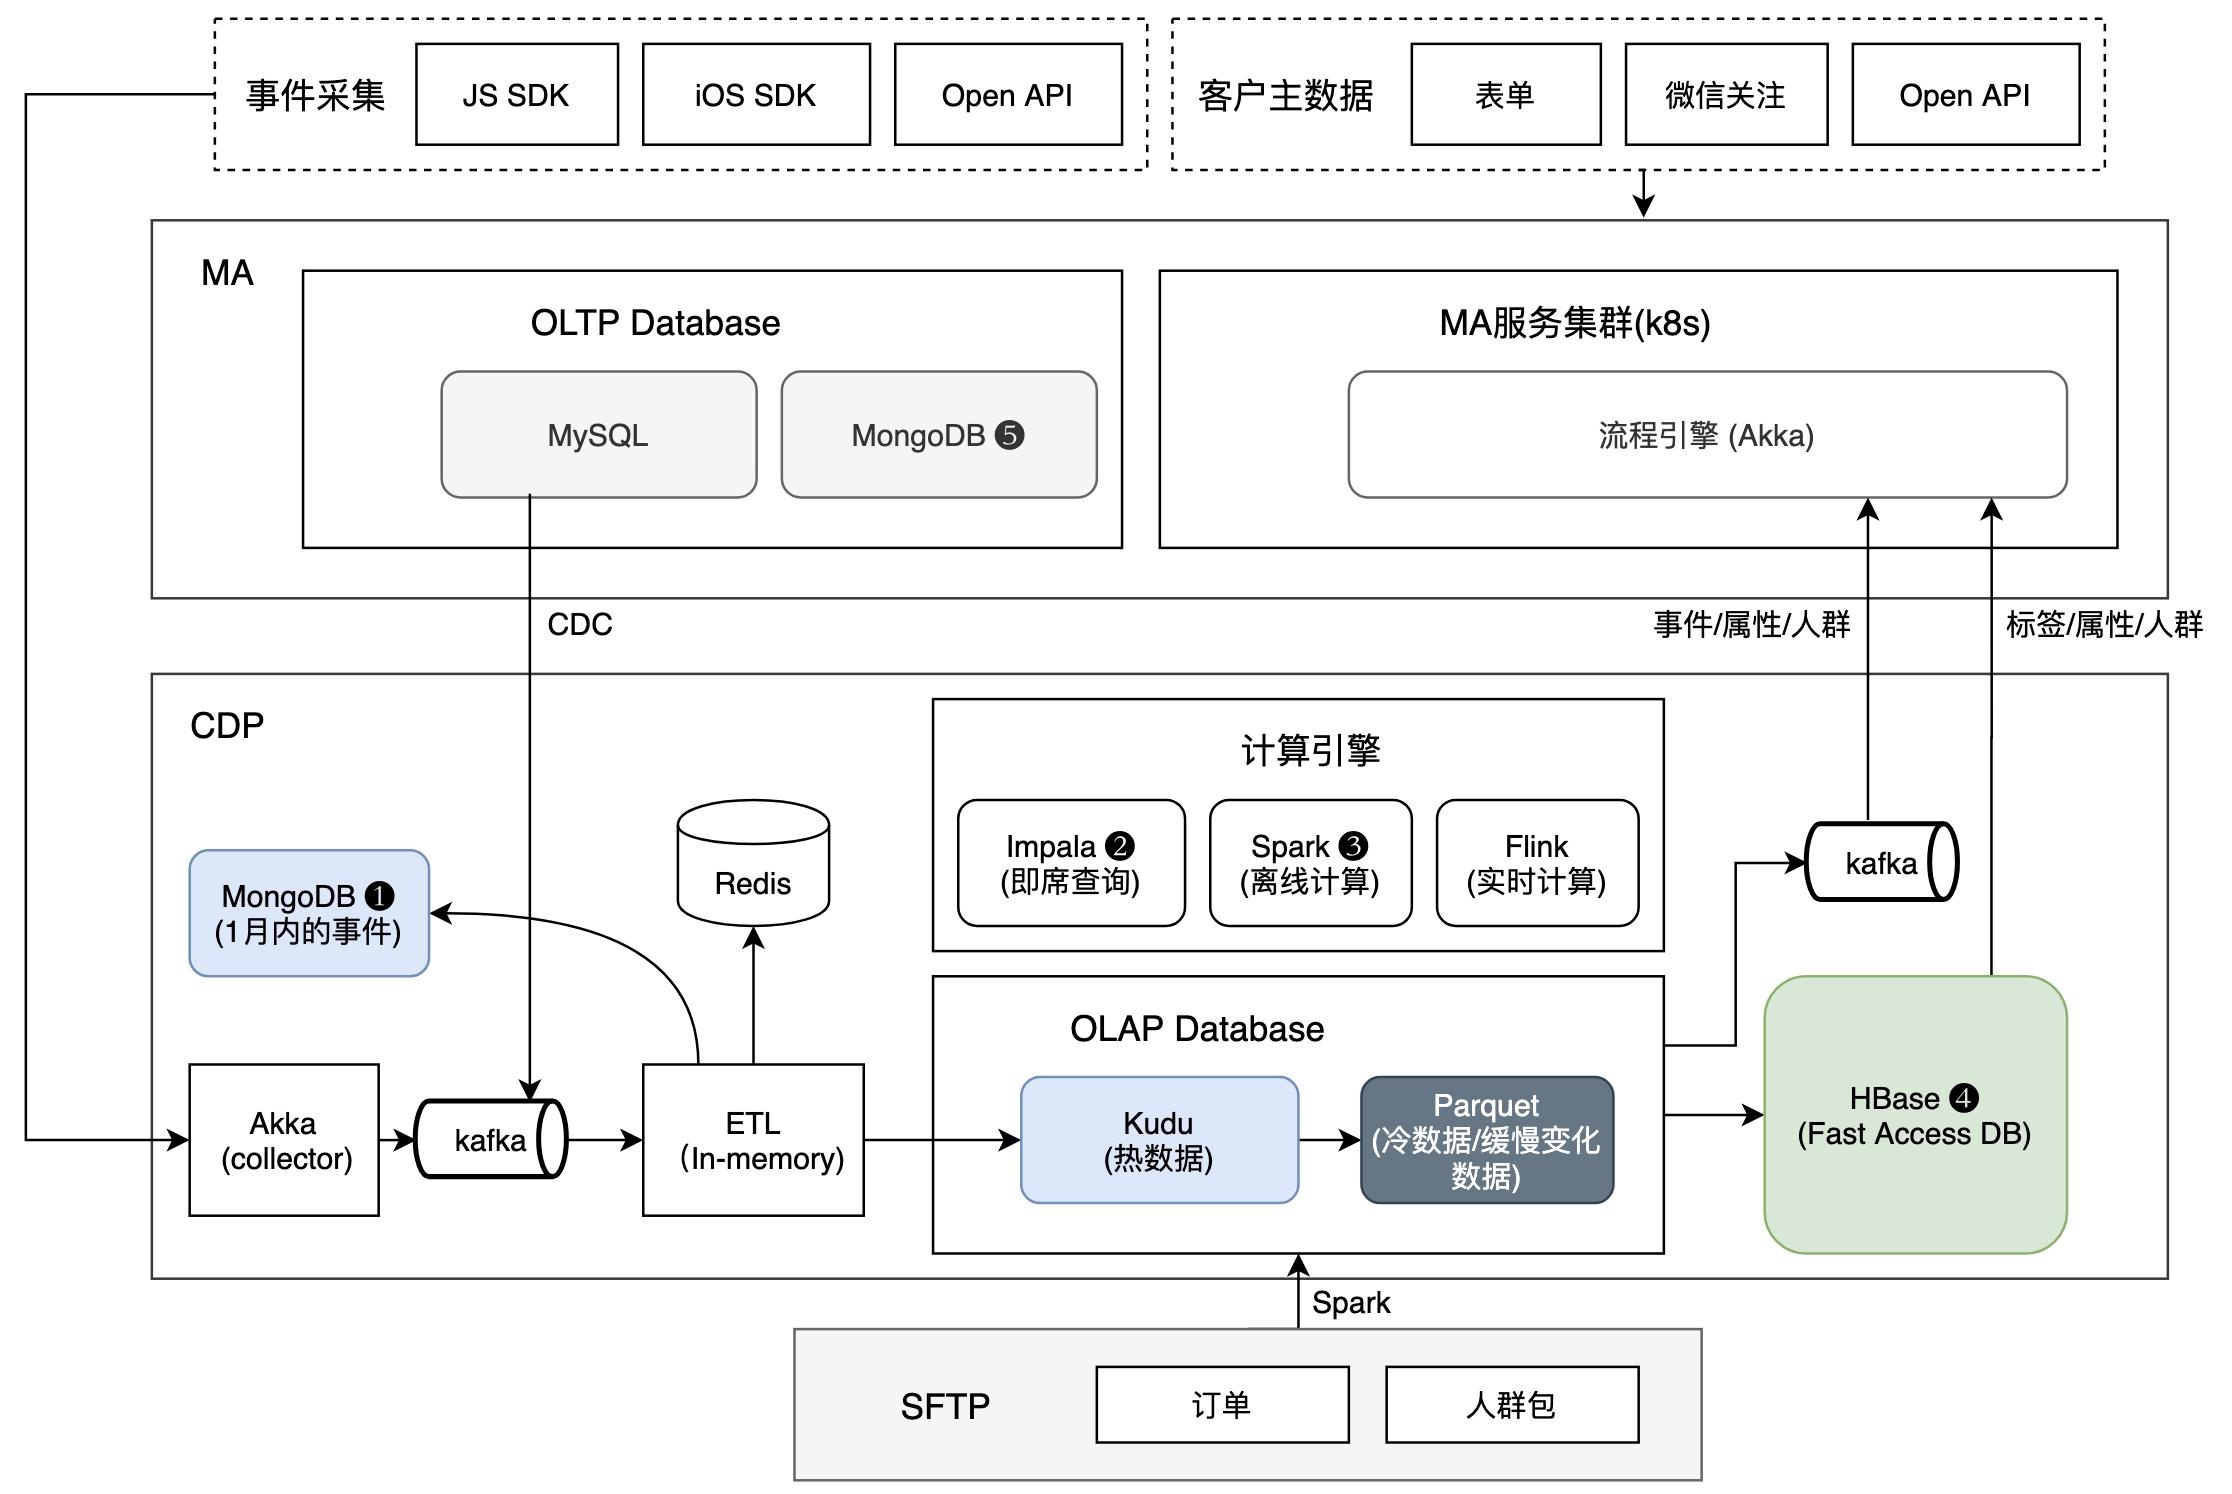 事件采集
JS SDK
iOS SDK
Open API
客户主数据
表单
微信关注
Open API
MA
OLTP Database
MySQL
MongoDB ❺
MA服务集群(k8s)
流程引擎 (Akka)
CDC
事件/属性/人群
标签/属性/人群
CDP
计算引擎
Impala ❷
(即席查询)
Spark ❸
(离线计算)
Flink
(实时计算)
MongoDB ❶
(1月内的事件)
Redis
kafka
OLAP Database
Akka
(collector)
kafka
ETL
(In-memory)
Kudu
(热数据)
Parquet
(冷数据/缓慢变化
数据)
HBase ❹
(Fast Access DB)
Spark
SFTP
订单
人群包